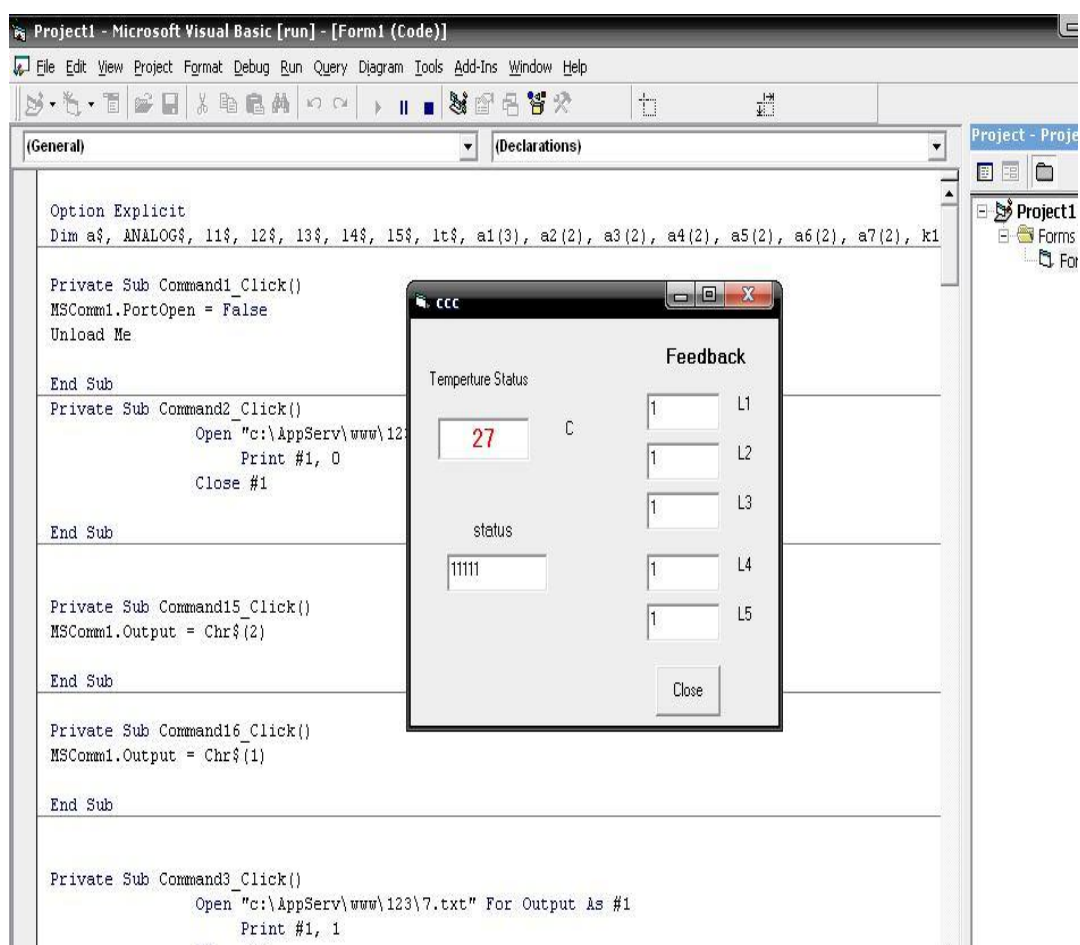 Project1 - Microsoft Visual Basic [run] - [Form1 (Code)]
File Edit View Project Format Debug Run Query Diagram Tools Add-Ins Window Help
(General)
(Declarations)
Project - Proje
Option Explicit
Dim a$, ANALOG$, l1$, l2$, l3$, l4$, l5$, lt$, a1(3), a2(2), a3(2), a4(2), a5(2), a6(2), a7(2), k1
Private Sub Command1_Click()
MSComm1.PortOpen = False
Unload Me
End Sub
Private Sub Command2_Click()
Open "c:\AppServ\www\12
Print #1, 0
Close #1
End Sub
Private Sub Command15_Click()
MSComm1.Output = Chr$(2)
End Sub
Private Sub Command16_Click()
MSComm1.Output = Chr$(1)
End Sub
Private Sub Command3_Click()
Open "c:\AppServ\www\123\7.txt" For Output As #1
Print #1, 1
ccc
Feedback
Temperture Status
27 C
status
11111
1 L1
1 L2
1 L3
1 L4
1 L5
Close
Project1
Forms
For